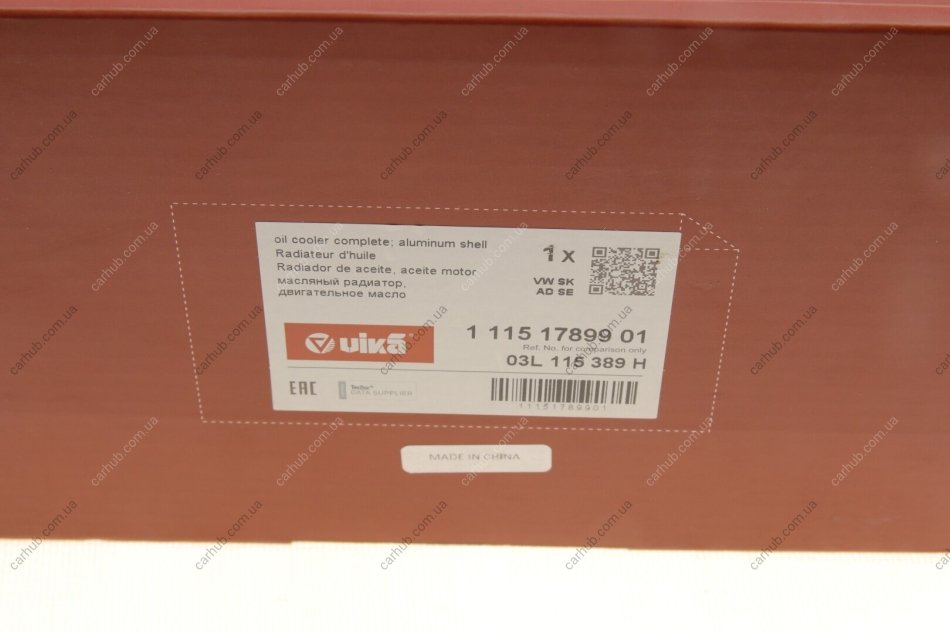 oil cooler complete; aluminum shell
Radiateur d'huile
Radiador de aceite, aceite motor
масляный радиатор,
двигательное масло
1 x
VW SK
AD SE
vika
1 115 17899 01
Ref. No. for comparison only
03L 115 389 H
EAC
TecDoc
DATA SUPPLIER
11151789901
MADE IN CHINA
carhub.com.ua